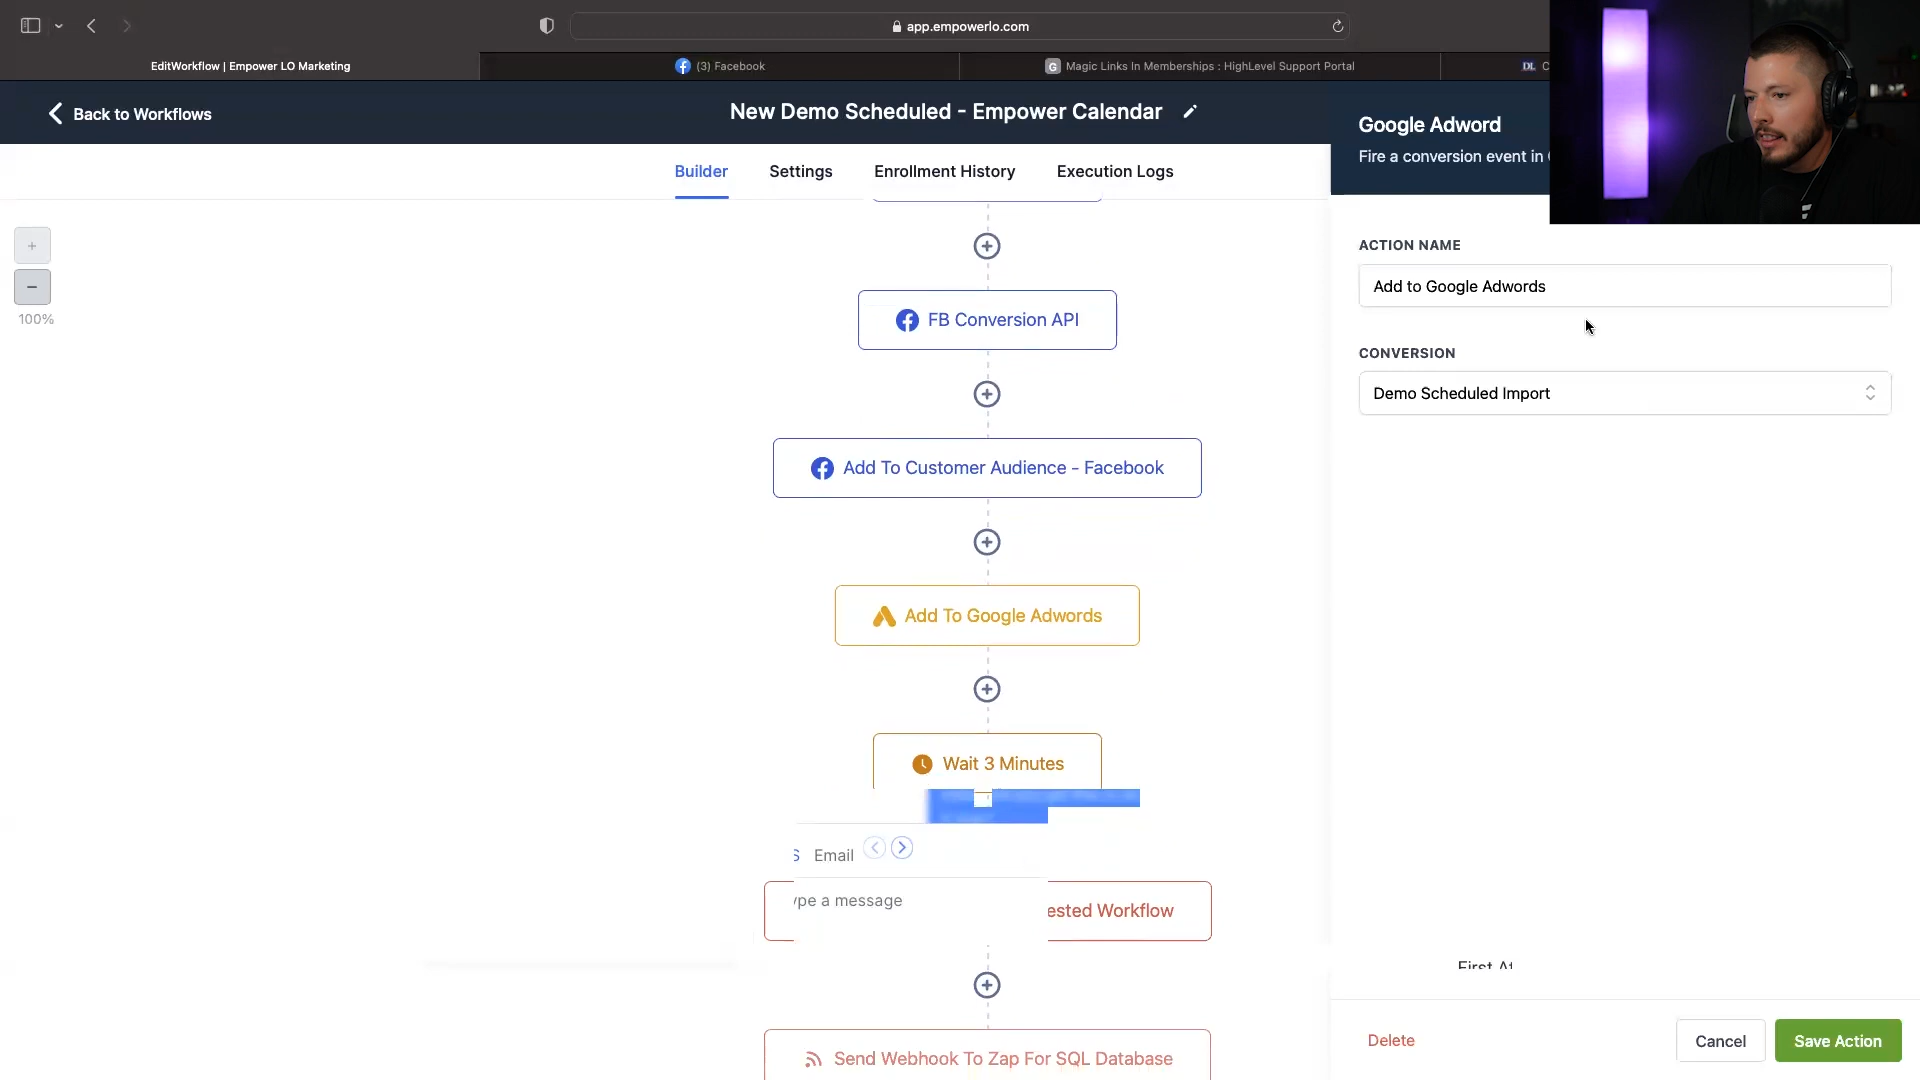 app.empowerlo.com
EditWorkflow | Empower LO Marketing
(3) Facebook
Magic Links In Memberships : HighLevel Support Portal
DL C
Back to Workflows
New Demo Scheduled - Empower Calendar
Google Adword
Fire a conversion event in
Builder
Settings
Enrollment History
Execution Logs
100%
FB Conversion API
Add To Customer Audience - Facebook
Add To Google Adwords
Wait 3 Minutes
S Email
ype a message
ested Workflow
Send Webhook To Zap For SQL Database
ACTION NAME
Add to Google Adwords
CONVERSION
Demo Scheduled Import
First
Delete
Cancel
Save Action